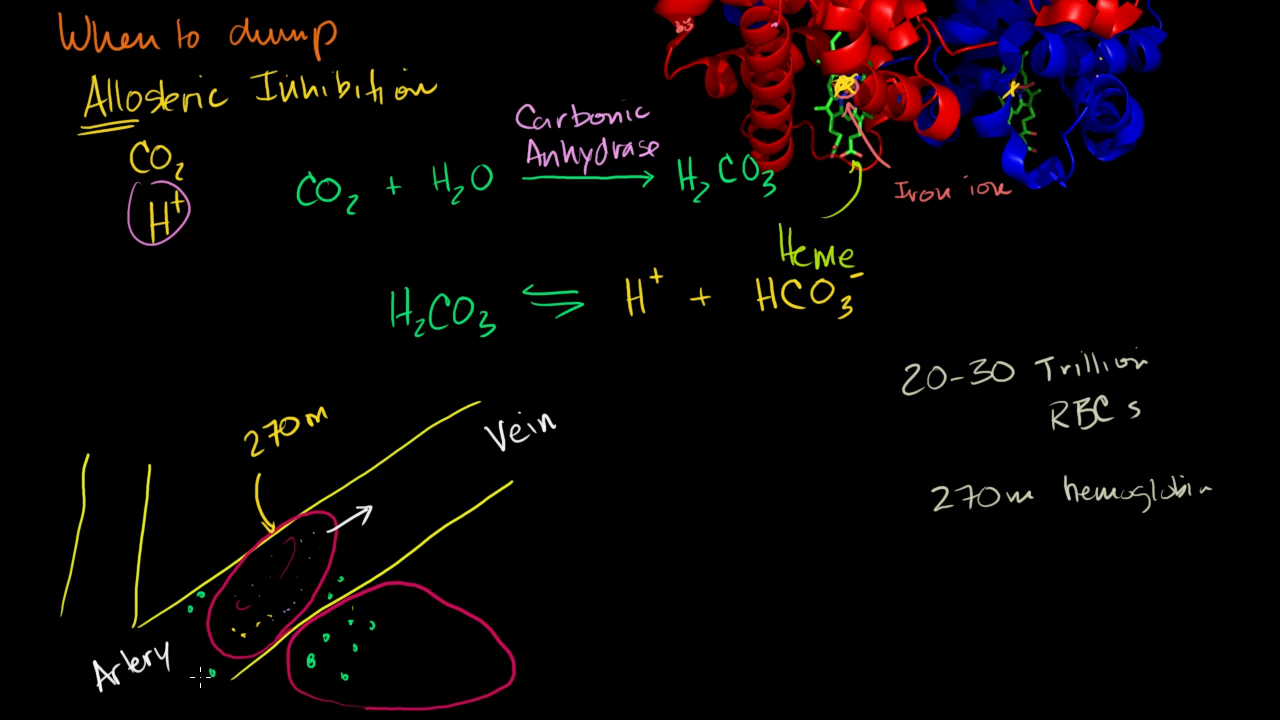 When to dump
Allosteric Inhibition
CO₂
H⁺
Carbonic
Anhydrase
CO₂ + H₂O → H₂CO₃
Iron ion
Heme
H₂CO₃ ⇌ H⁺ + HCO₃⁻
20-30 Trillion
RBCs
270m hemoglobin
270m
Vein
Artery